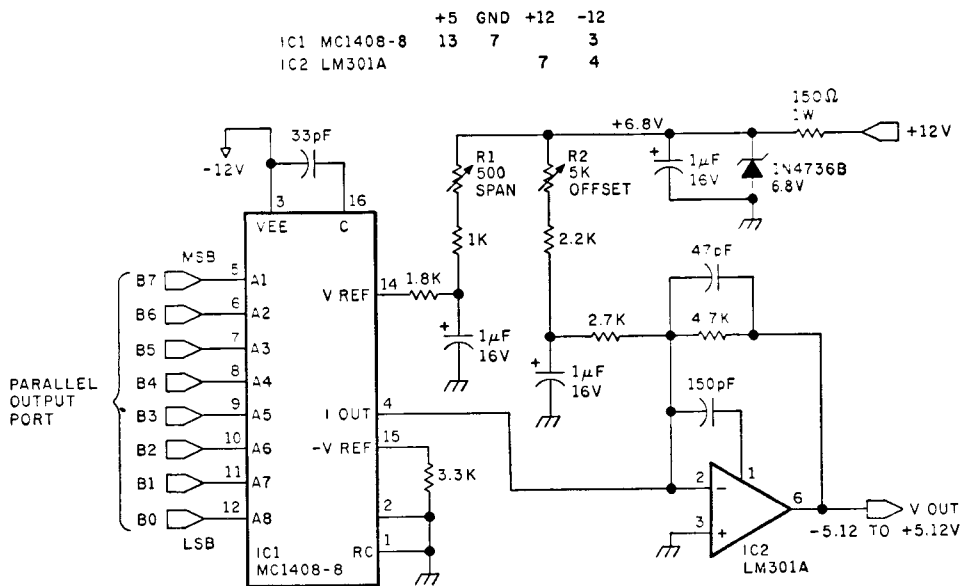 +5 GND +12 -12
IC1 MC1408-8 13 7 3
IC2 LM301A 7 4
150Ω
1W
+12V
+6.8V
33pF
-12V
3
16
VEE
C
R1
500
SPAN
R2
5K
OFFSET
+
1µF
16V
1N4736B
6.8V
1K
2.2K
47pF
MSB
B7 5 A1
B6 6 A2
B5 7 A3
B4 8 A4
B3 9 A5
B2 10 A6
B1 11 A7
B0 12 A8
LSB
PARALLEL
OUTPUT
PORT
V REF 14 1.8K
+
1µF
16V
2.7K
4.7K
+
1µF
16V
150pF
I OUT 4
-V REF 15
3.3K
2
RC 1
IC1
MC1408-8
2 -
1
6
3 +
IC2
LM301A
V OUT
-5.12 TO +5.12V